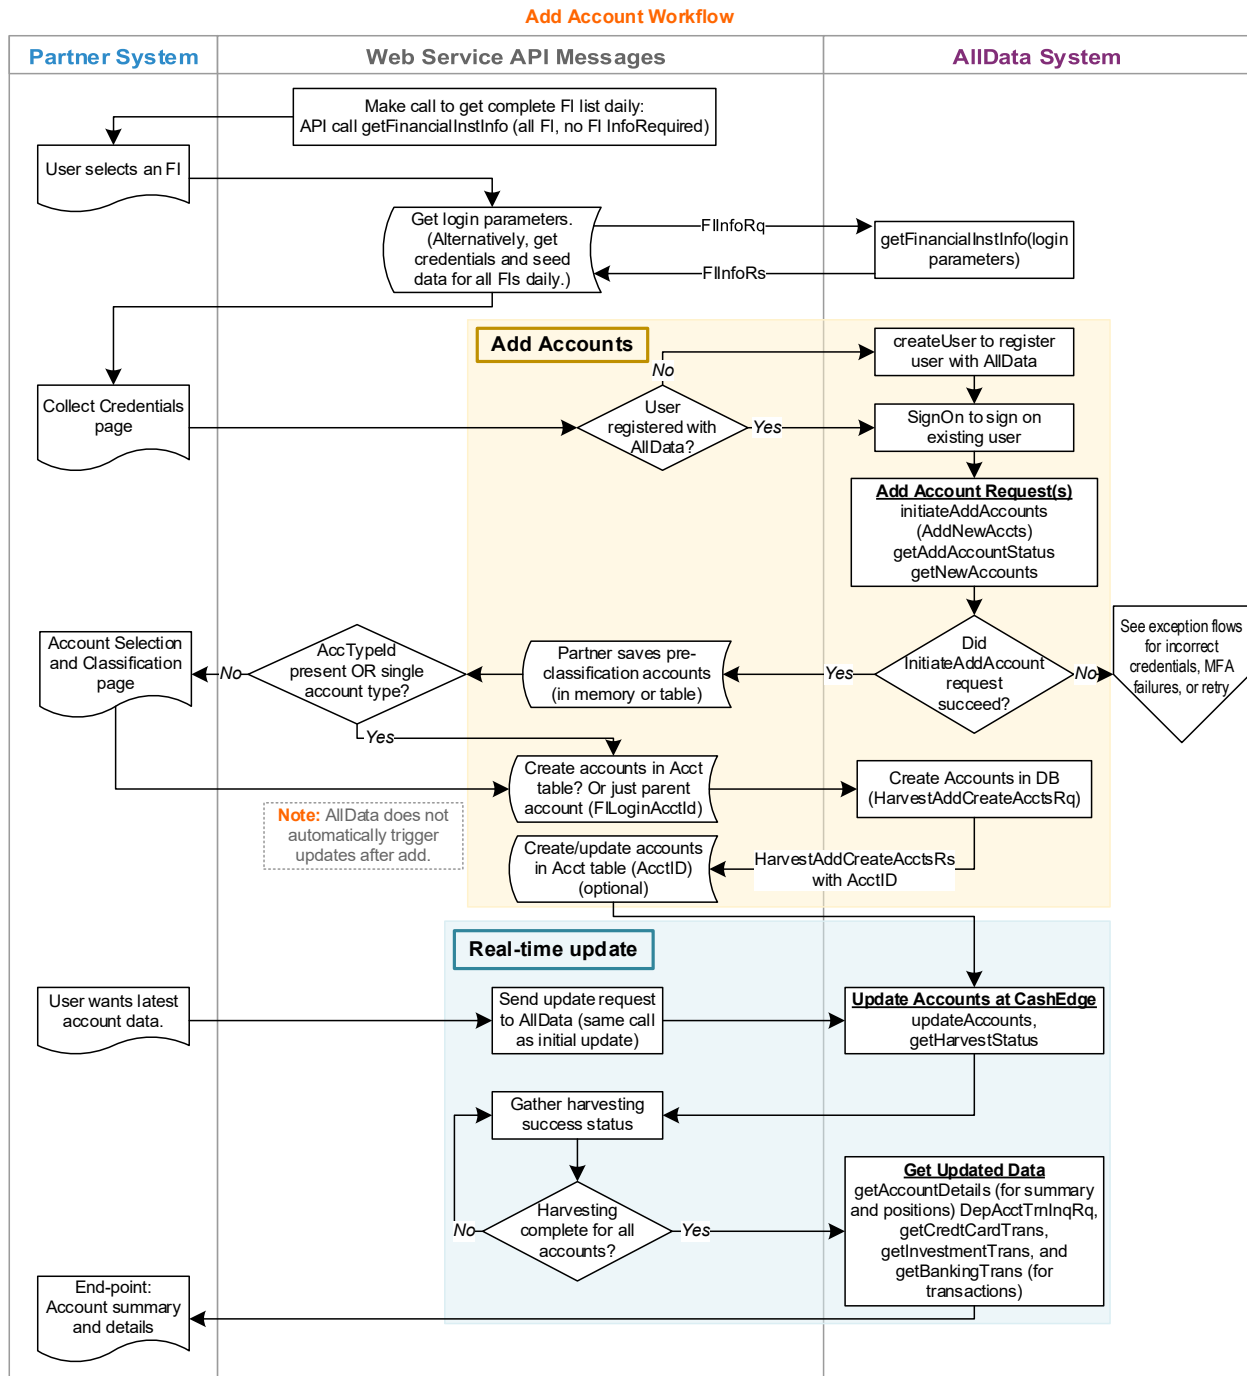 Add Account Workflow
Partner System
Web Service API Messages
AllData System
Make call to get complete FI list daily:
API call getFinancialInstInfo (all FI, no FI InfoRequired)
User selects an FI
Get login parameters.
(Alternatively, get
credentials and seed
data for all FIs daily.)
FIInfoRq
FIInfoRs
getFinancialInstInfo(login
parameters)
Add Accounts
createUser to register
user with AllData
No
Collect Credentials
page
User
registered with
AllData?
Yes
SignOn to sign on
existing user
Add Account Request(s)
initiateAddAccounts
(AddNewAccts)
getAddAccountStatus
getNewAccounts
Account Selection
and Classification
page
No
AccTypeId
present OR single
account type?
Partner saves pre-
classification accounts
(in memory or table)
Yes
Did
InitiateAddAccount
request
succeed?
No
See exception flows
for incorrect
credentials, MFA
failures, or retry
Yes
Create accounts in Acct
table? Or just parent
account (FILoginAcctId)
Create Accounts in DB
(HarvestAddCreateAcctsRq)
Note: AllData does not
automatically trigger
updates after add.
Create/update accounts
in Acct table (AcctID)
(optional)
HarvestAddCreateAcctsRs
with AcctID
Real-time update
User wants latest
account data.
Send update request
to AllData (same call
as initial update)
Update Accounts at CashEdge
updateAccounts,
getHarvestStatus
Gather harvesting
success status
No
Harvesting
complete for all
accounts?
Yes
Get Updated Data
getAccountDetails (for summary
and positions) DepAcctTrnInqRq,
getCredtCardTrans,
getInvestmentTrans, and
getBankingTrans (for
transactions)
End-point:
Account summary
and details